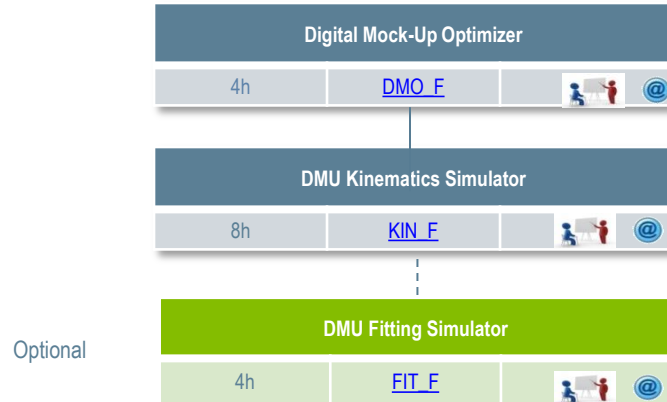 Digital Mock-Up Optimizer
4h DMO_F @
DMU Kinematics Simulator
8h KIN_F @
DMU Fitting Simulator
Optional
4h FIT_F @